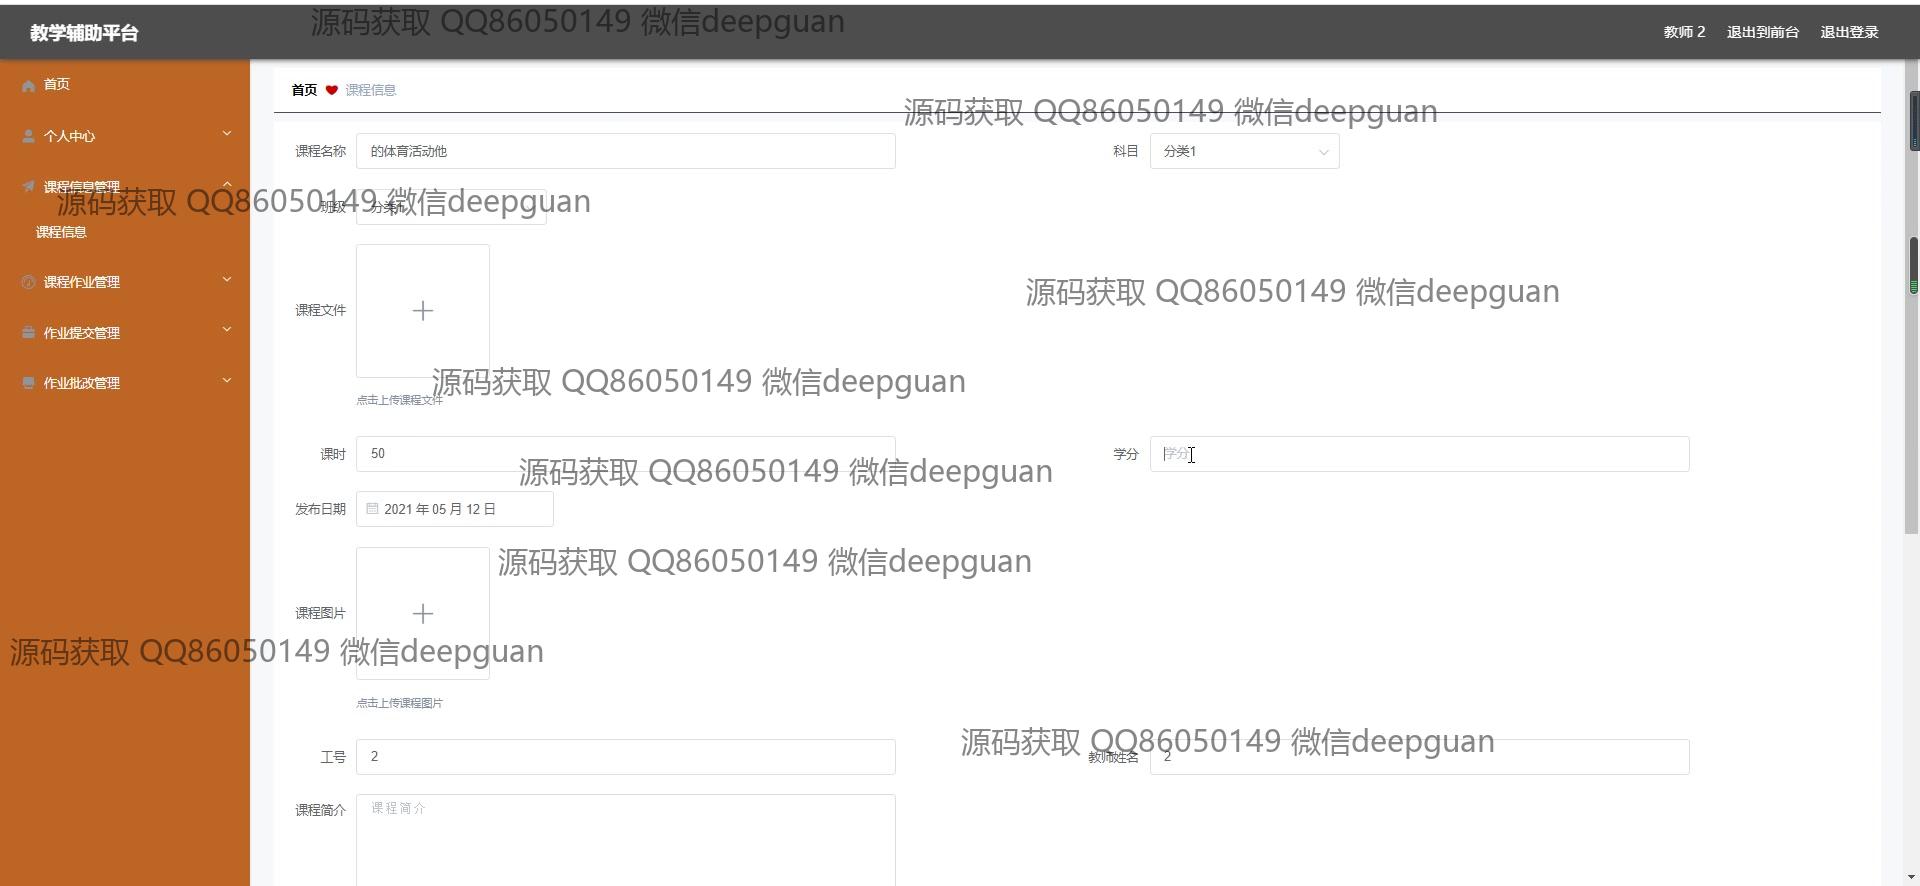 源码获取 QQ86050149 微信deepguan
教学辅助平台
教师 2 退出到前台 退出登录
首页
首页 课程信息
源码获取 QQ86050149 微信deepguan
个人中心
课程名称 的体育活动他 科目 分类1
课程信息管理
源码获取 QQ86050149 微信deepguan
班级 分类1
课程信息
课程作业管理
源码获取 QQ86050149 微信deepguan
课程文件
作业提交管理
作业批改管理
源码获取 QQ86050149 微信deepguan
点击上传课程文件
课时 50 学分 学分
源码获取 QQ86050149 微信deepguan
发布日期 2021 年 05 月 12 日
源码获取 QQ86050149 微信deepguan
课程图片
源码获取 QQ86050149 微信deepguan
点击上传课程图片
源码获取 QQ86050149 微信deepguan
工号 2 教师姓名 2
课程简介 课程简介